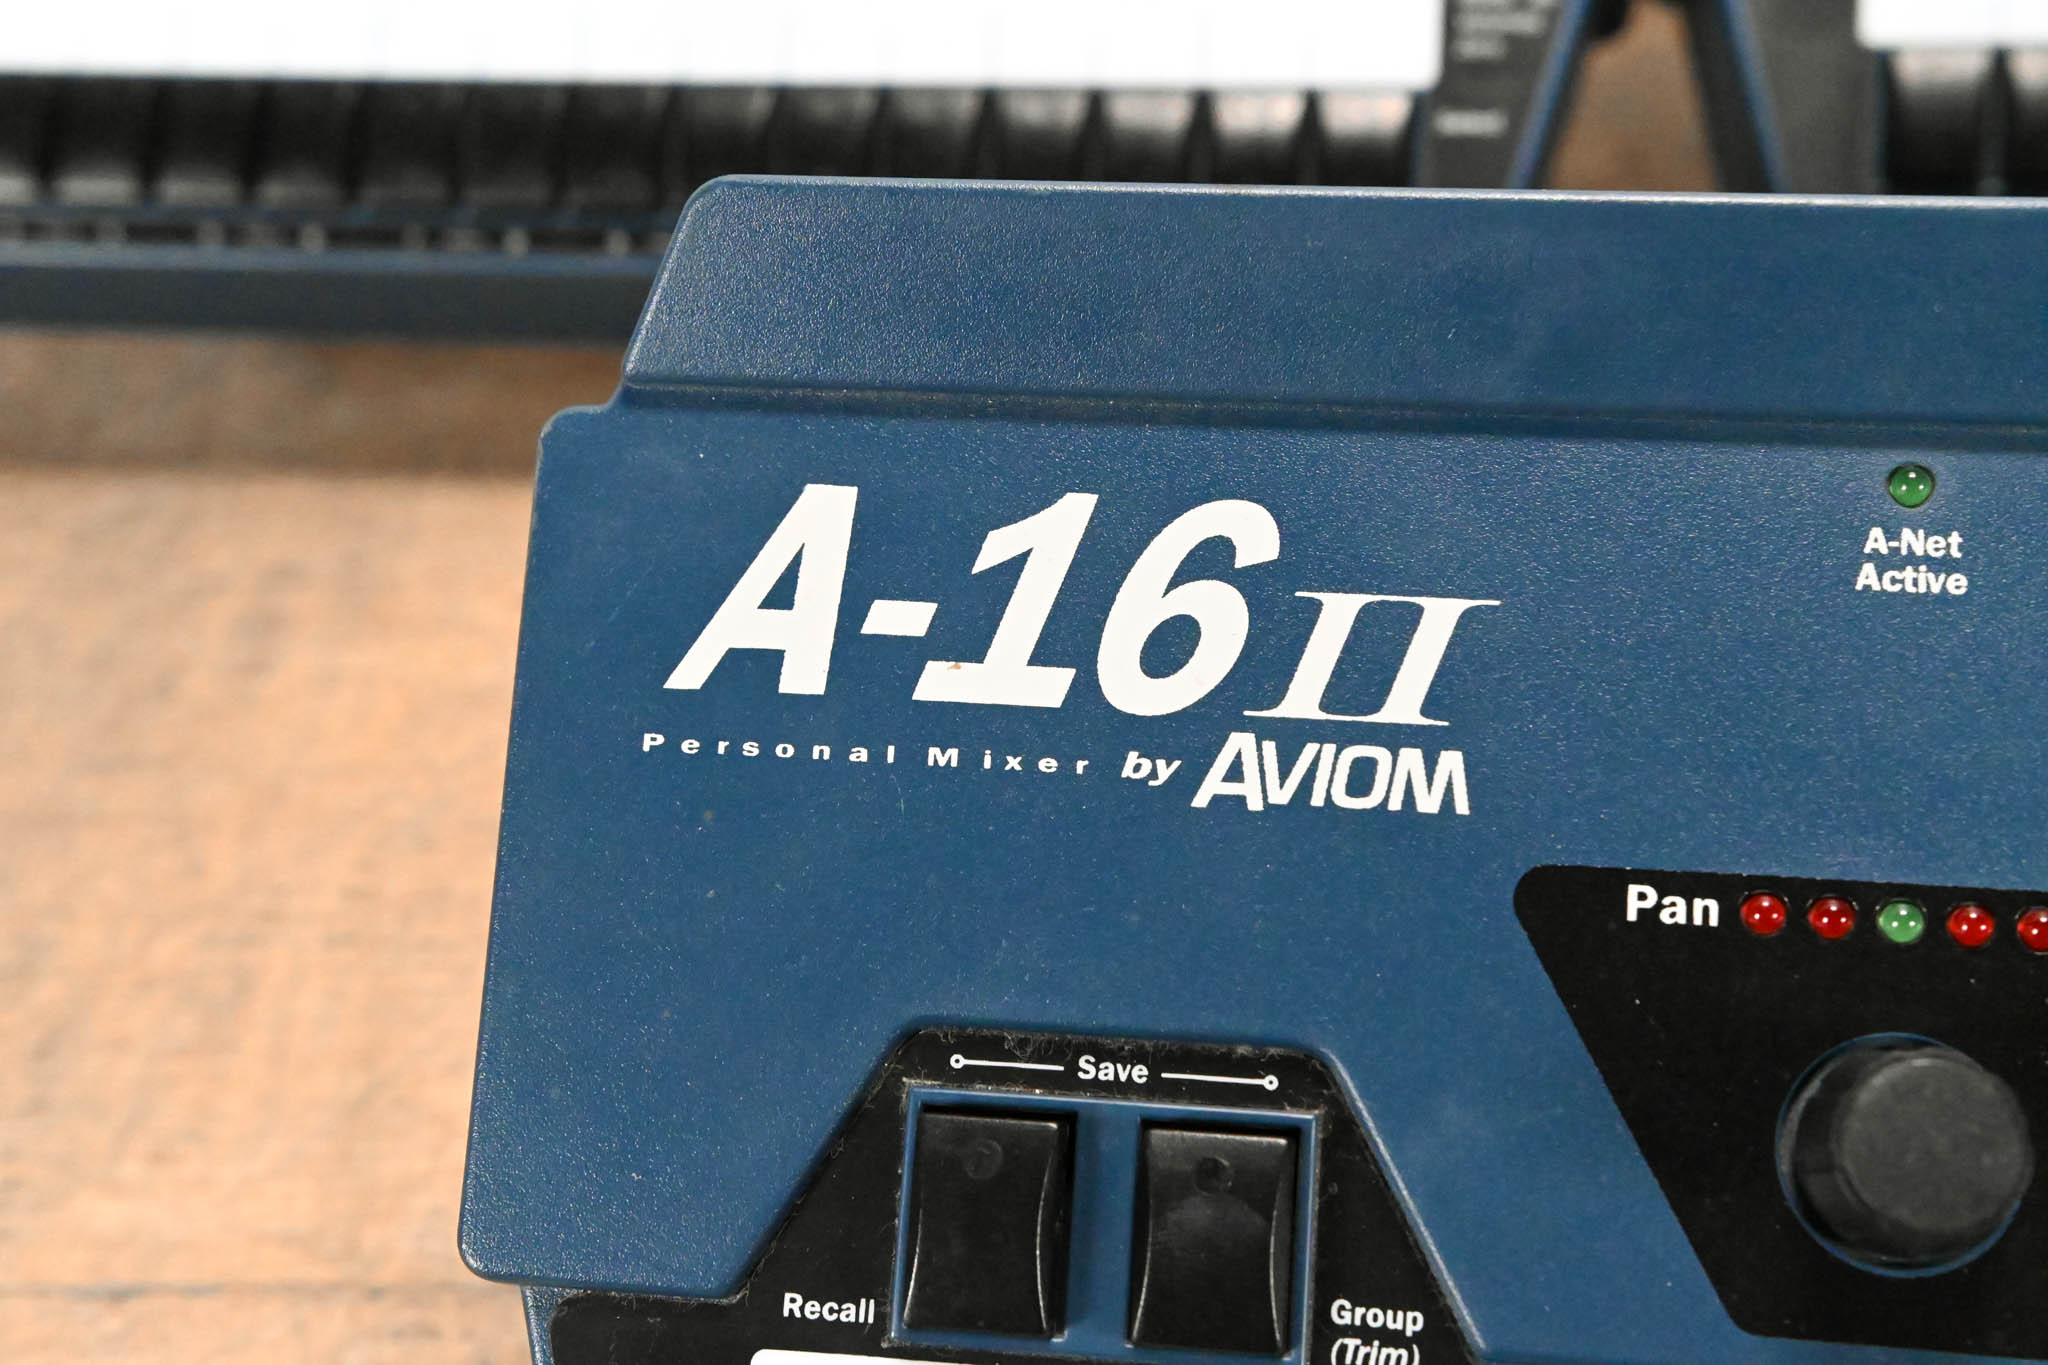 A-16 II
Personal Mixer by AVIOM
A-Net
Active
Pan
Save
Recall
Group
(Trim)